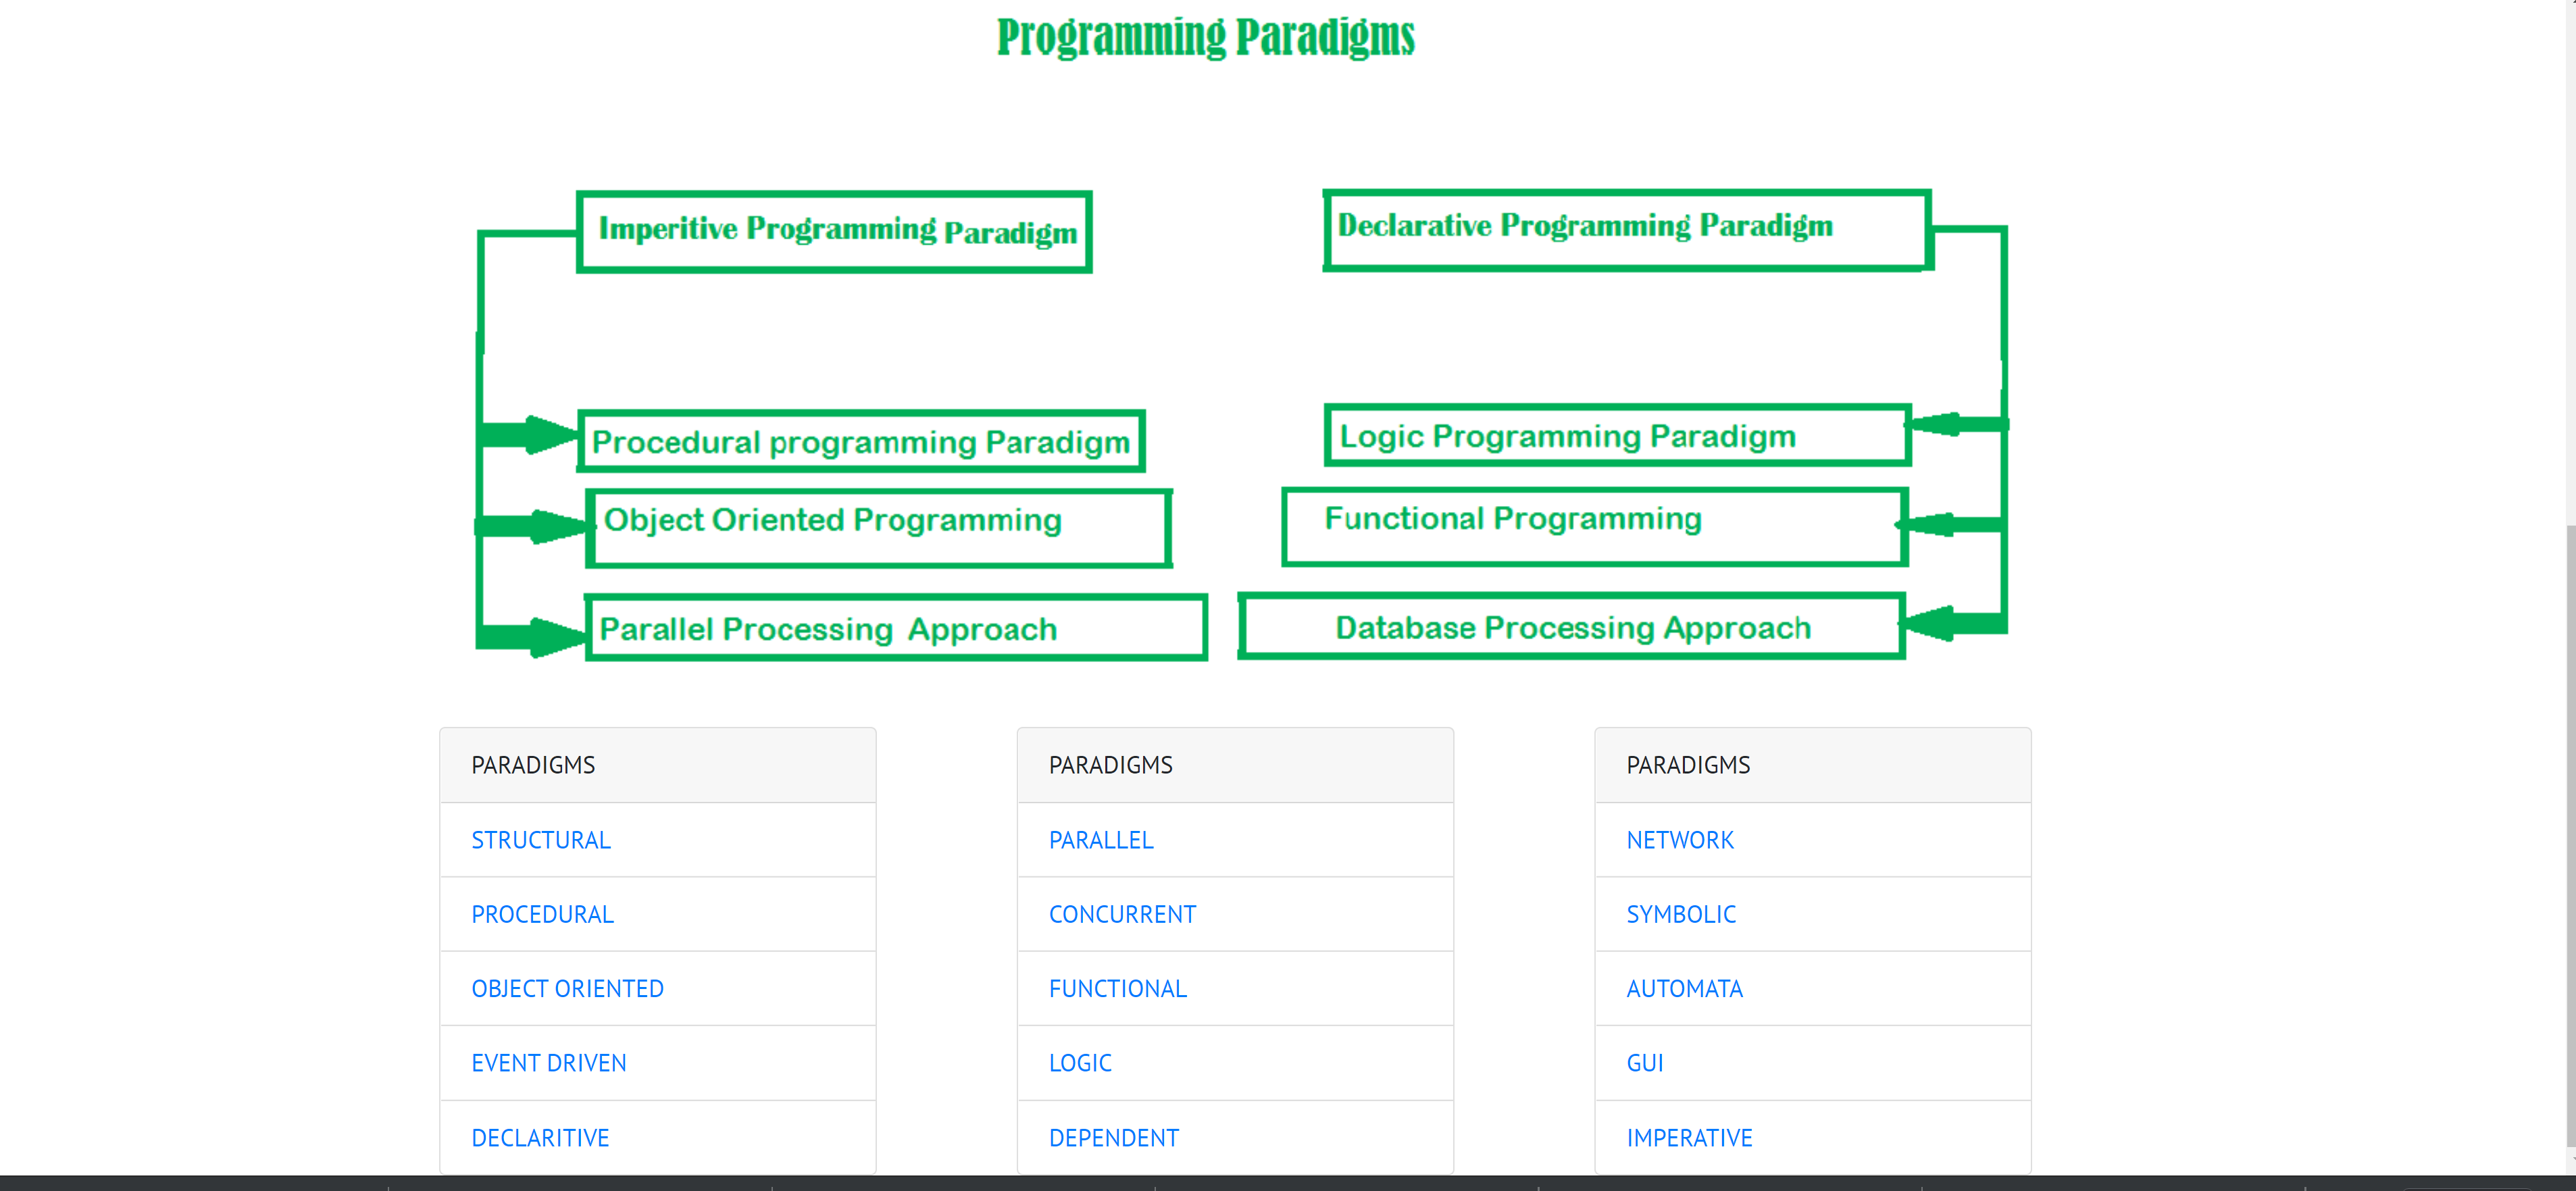 Programming Paradigms
Imperitive Programming Paradigm
Declarative Programming Paradigm
Procedural programming Paradigm
Logic Programming Paradigm
Object Oriented Programming
Functional Programming
Parallel Processing Approach
Database Processing Approach
PARADIGMS
STRUCTURAL
PROCEDURAL
OBJECT ORIENTED
EVENT DRIVEN
DECLARITIVE
PARADIGMS
PARALLEL
CONCURRENT
FUNCTIONAL
LOGIC
DEPENDENT
PARADIGMS
NETWORK
SYMBOLIC
AUTOMATA
GUI
IMPERATIVE